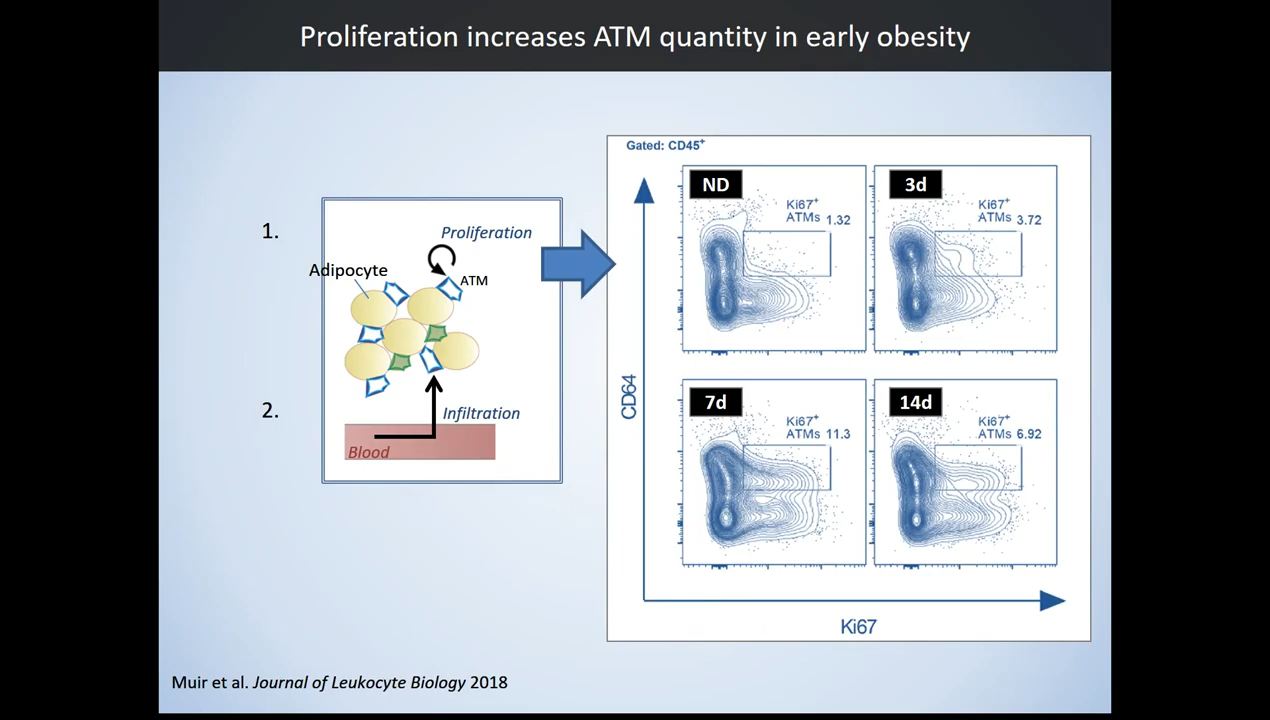 Proliferation increases ATM quantity in early obesity
1.
Proliferation
Adipocyte
ATM
2.
Infiltration
Blood
Gated: CD45⁺
ND
Ki67⁺
ATMs 1.32
3d
Ki67⁺
ATMs 3.72
7d
Ki67⁺
ATMs 11.3
14d
Ki67⁺
ATMs 6.92
CD64
Ki67
Muir et al. Journal of Leukocyte Biology 2018